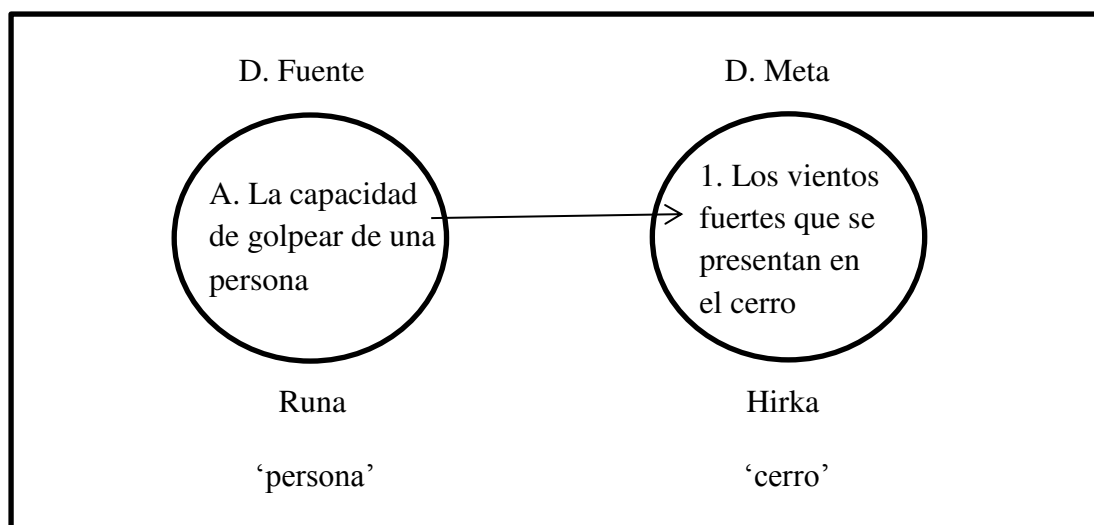 D. Fuente
D. Meta
A. La capacidad
de golpear de una
persona
1. Los vientos
fuertes que se
presentan en
el cerro
Runa
Hirka
‘persona’
‘cerro’